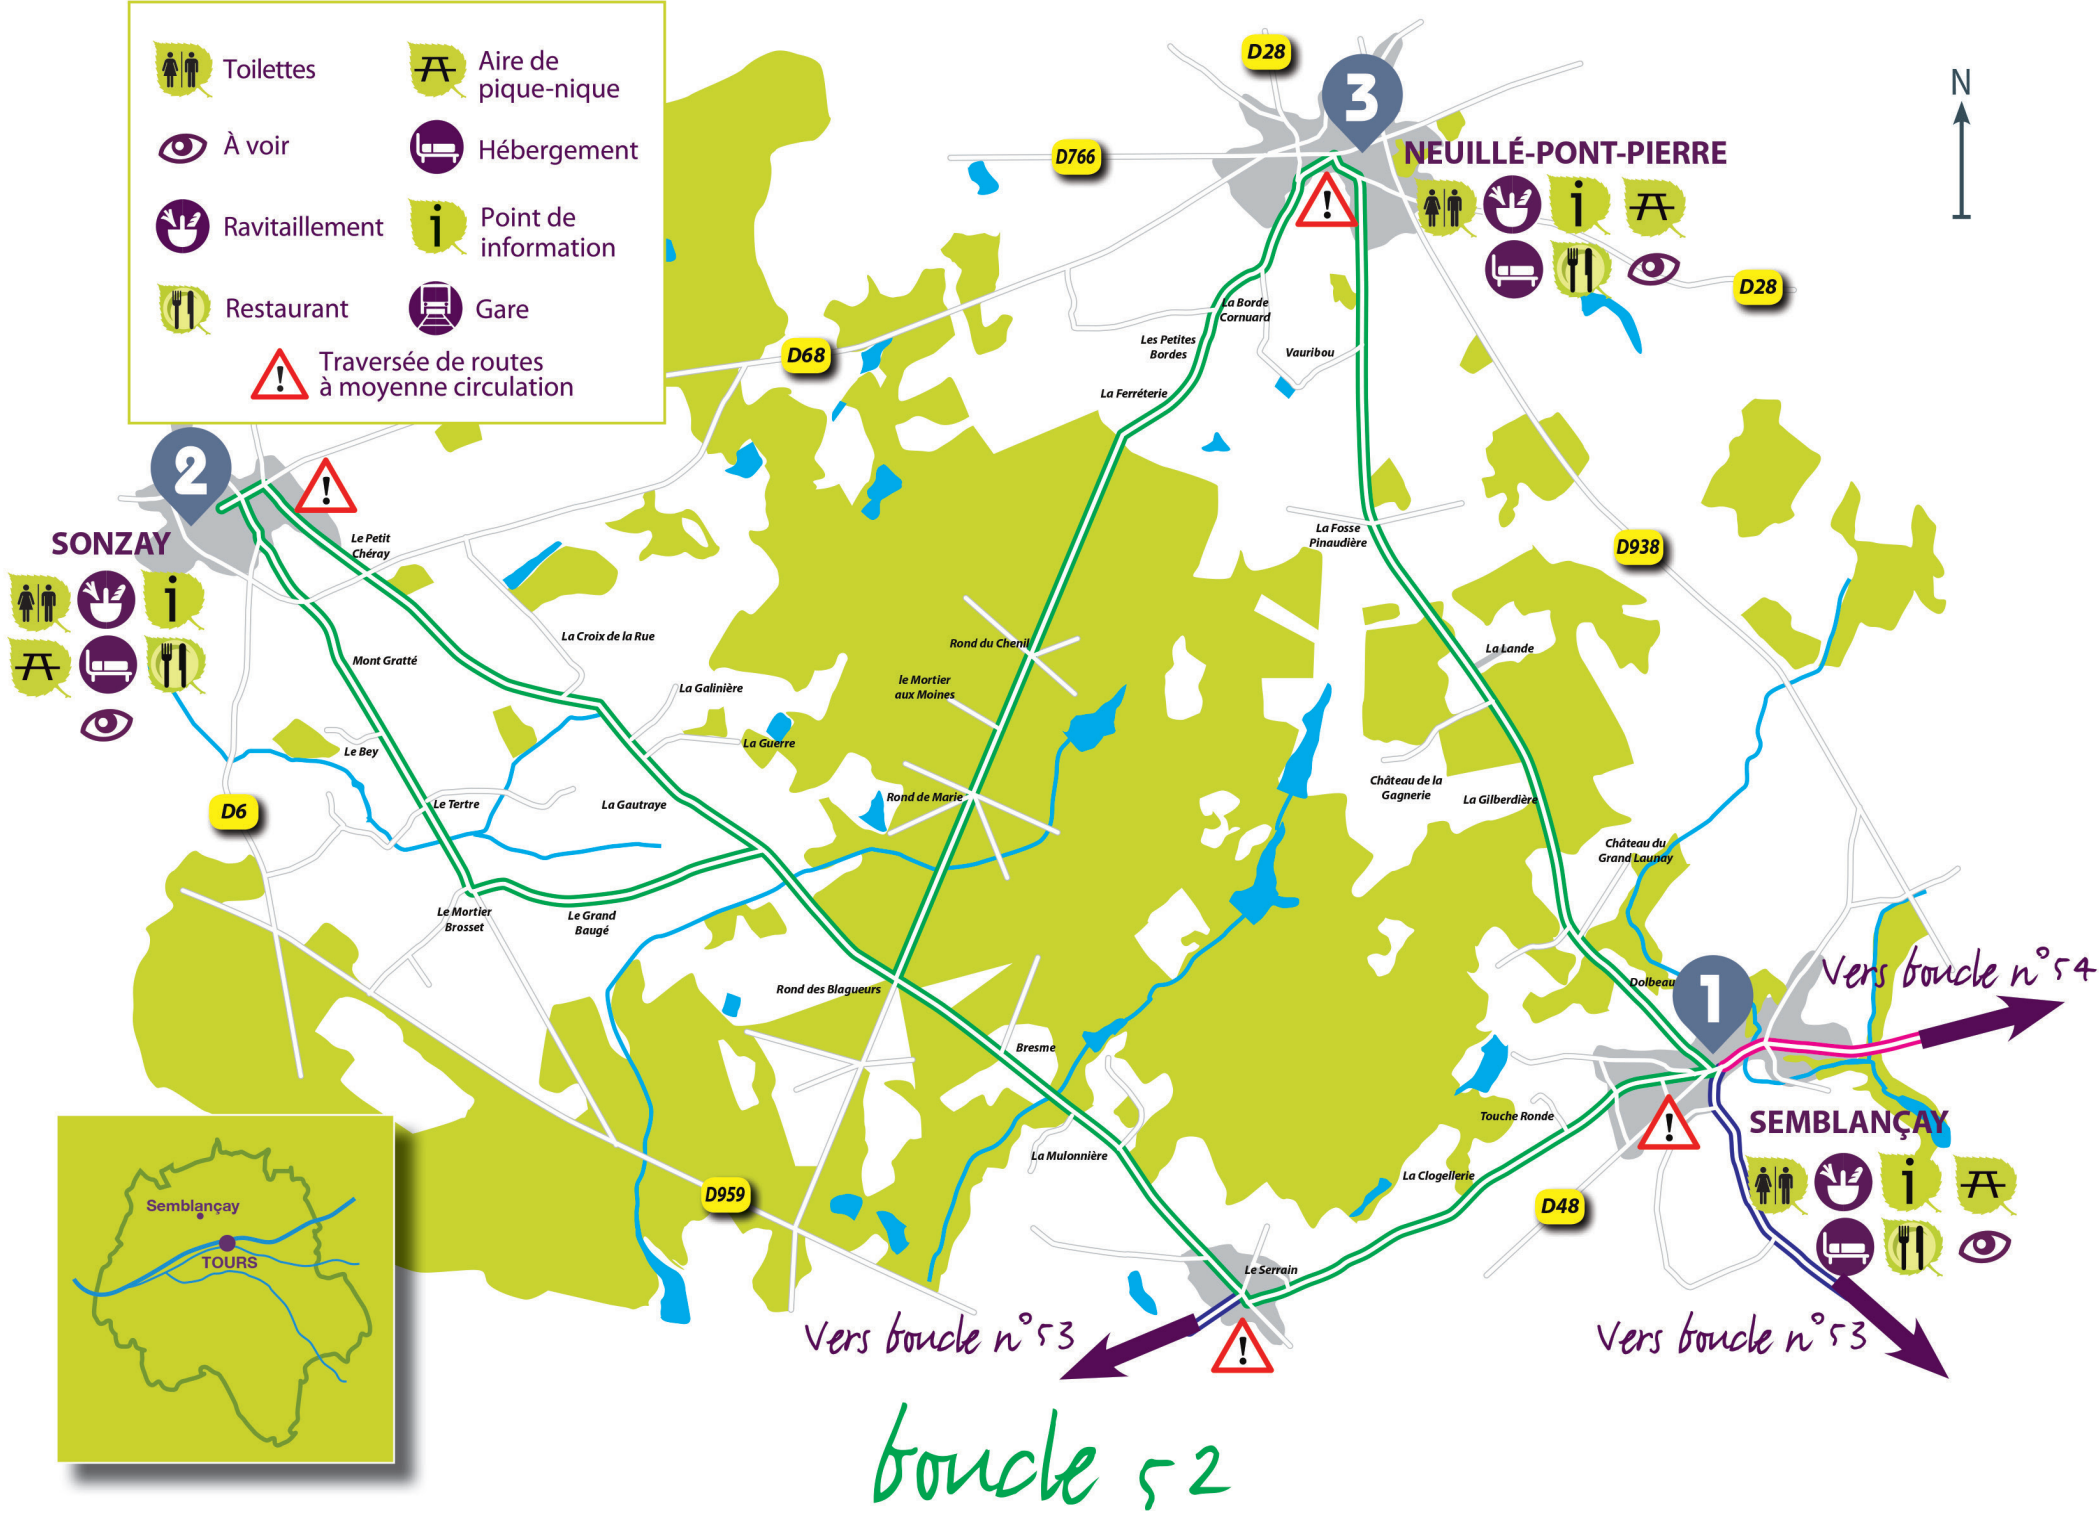 Toilettes
Aire de
pique-nique
À voir
Hébergement
Ravitaillement
i
Point de
information
Restaurant
Gare
!
Traversée de routes
à moyenne circulation
D28
3
N
D766
NEUILLÉ-PONT-PIERRE
!
i
D28
La Borde
Cornuard
Les Petites
Bordes
Vauribou
D68
La Ferréterie
2
!
SONZAY
Le Petit
Chéray
i
La Fosse
Pinaudière
D938
La Croix de la Rue
Mont Gratté
Rond du Chenil
La Lande
le Mortier
aux Moines
La Galinière
La Guerre
Le Bey
Château de la
Gagnerie
La Gilberdière
Rond de Marie
D6
Le Tertre
La Gautraye
Château du
Grand Launay
Le Mortier
Brosset
Le Grand
Baugé
Vers boucle n°54
Rond des Blagueurs
Dolbeau
1
Bresme
Touche Ronde
!
SEMBLANÇAY
La Mulonnière
La Clogellerie
i
D959
D48
Semblançay
TOURS
Le Serrain
Vers boucle n°53
!
Vers boucle n°53
boucle 52